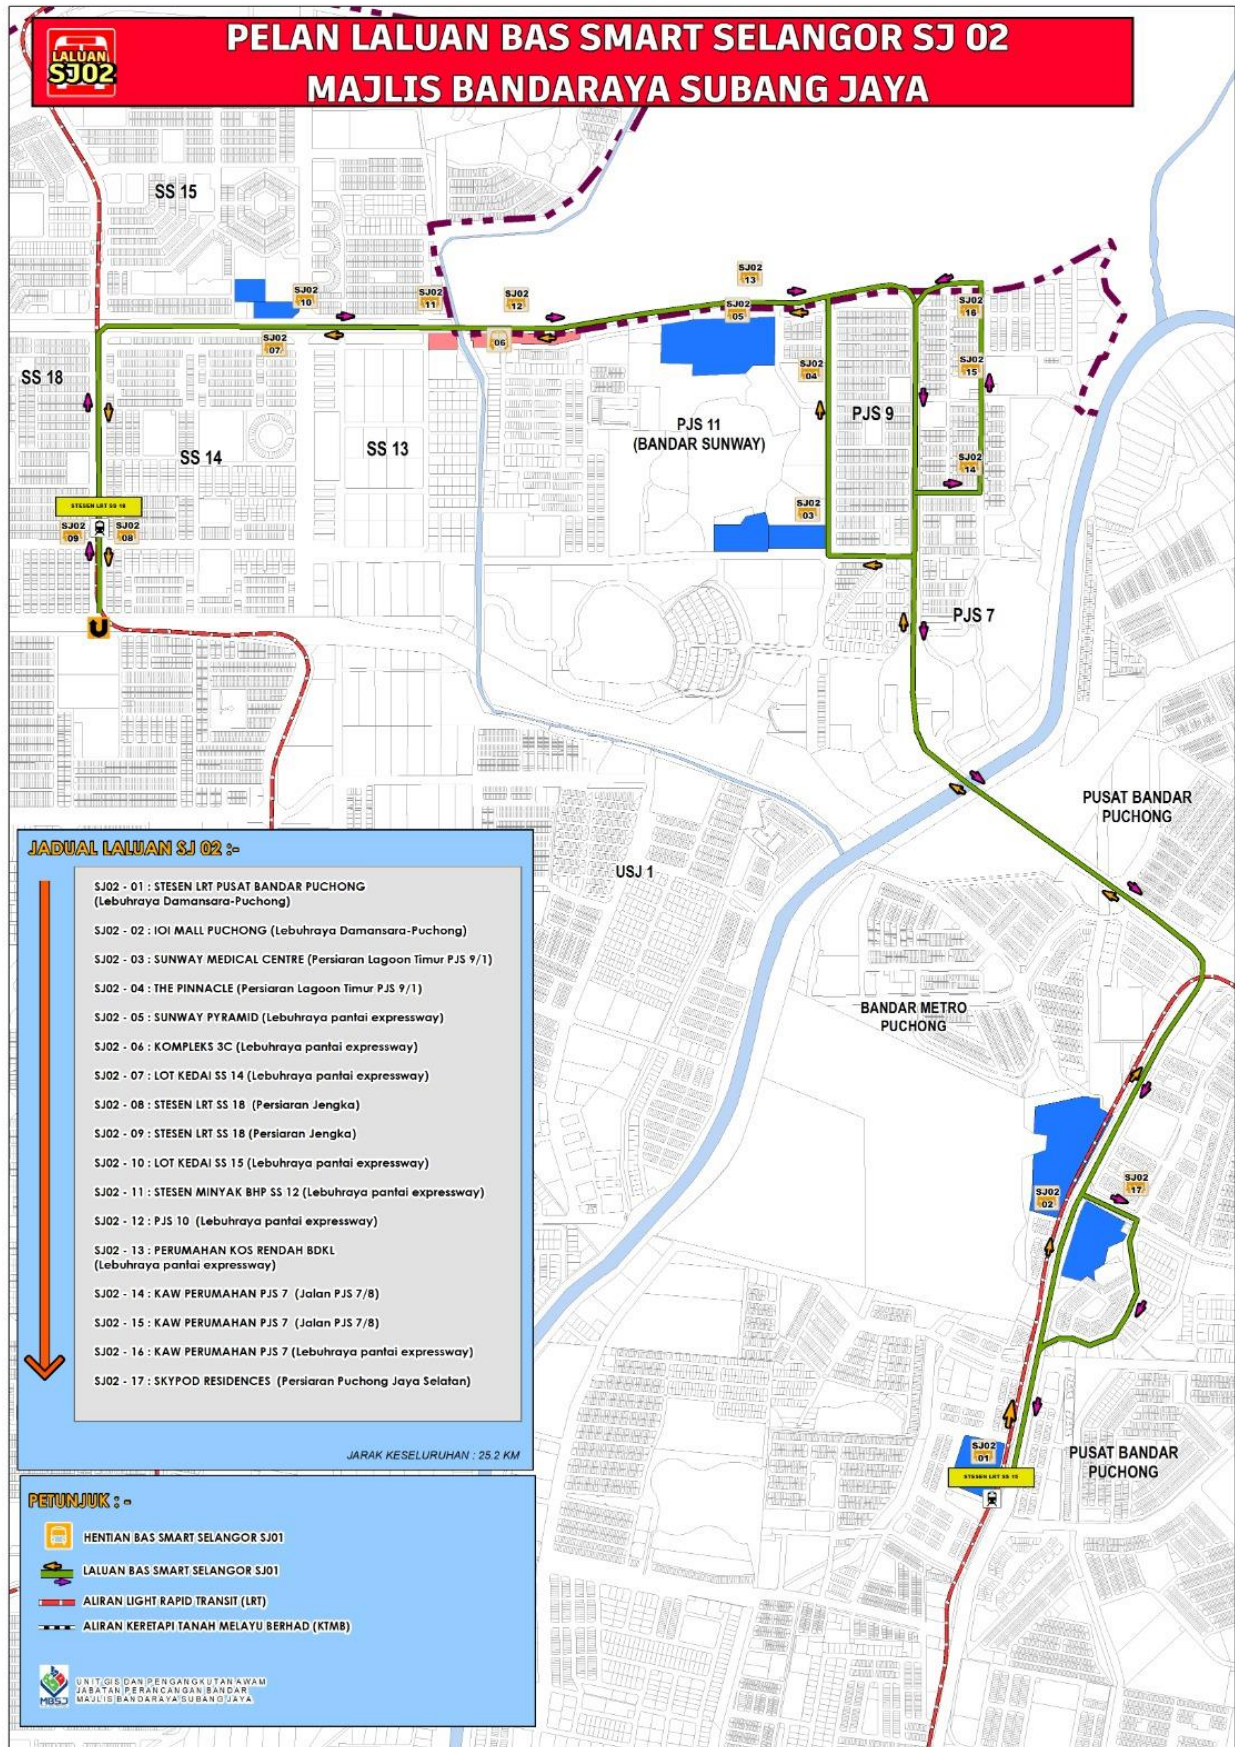 LALUAN
SJ02
PELAN LALUAN BAS SMART SELANGOR SJ 02
MAJLIS BANDARAYA SUBANG JAYA
SS 15
SJ02
10
SJ02
11
SJ02
12
SJ02
13
SJ02
05
SJ02
16
SJ02
07
06
SJ02
04
SJ02
15
SS 18
SS 14
SS 13
PJS 11
(BANDAR SUNWAY)
PJS 9
SJ02
14
STESEN LRT SS 18
SJ02
09
SJ02
08
SJ02
03
PJS 7
PUSAT BANDAR
PUCHONG
USJ 1
BANDAR METRO
PUCHONG
SJ02
02
SJ02
17
SJ02
01
STESEN LRT SS 15
PUSAT BANDAR
PUCHONG
JADUAL LALUAN SJ 02 :-
SJ02 - 01 : STESEN LRT PUSAT BANDAR PUCHONG
(Lebuhraya Damansara-Puchong)
SJ02 - 02 : IOI MALL PUCHONG (Lebuhraya Damansara-Puchong)
SJ02 - 03 : SUNWAY MEDICAL CENTRE (Persiaran Lagoon Timur PJS 9/1)
SJ02 - 04 : THE PINNACLE (Persiaran Lagoon Timur PJS 9/1)
SJ02 - 05 : SUNWAY PYRAMID (Lebuhraya pantai expressway)
SJ02 - 06 : KOMPLEKS 3C (Lebuhraya pantai expressway)
SJ02 - 07 : LOT KEDAI SS 14 (Lebuhraya pantai expressway)
SJ02 - 08 : STESEN LRT SS 18 (Persiaran Jengka)
SJ02 - 09 : STESEN LRT SS 18 (Persiaran Jengka)
SJ02 - 10 : LOT KEDAI SS 15 (Lebuhraya pantai expressway)
SJ02 - 11 : STESEN MINYAK BHP SS 12 (Lebuhraya pantai expressway)
SJ02 - 12 : PJS 10 (Lebuhraya pantai expressway)
SJ02 - 13 : PERUMAHAN KOS RENDAH BDKL
(Lebuhraya pantai expressway)
SJ02 - 14 : KAW PERUMAHAN PJS 7 (Jalan PJS 7/8)
SJ02 - 15 : KAW PERUMAHAN PJS 7 (Jalan PJS 7/8)
SJ02 - 16 : KAW PERUMAHAN PJS 7 (Lebuhraya pantai expressway)
SJ02 - 17 : SKYPOD RESIDENCES (Persiaran Puchong Jaya Selatan)
JARAK KESELURUHAN : 25.2 KM
PETUNJUK : -
HENTIAN BAS SMART SELANGOR SJ01
LALUAN BAS SMART SELANGOR SJ01
ALIRAN LIGHT RAPID TRANSIT (LRT)
ALIRAN KERETAPI TANAH MELAYU BERHAD (KTMB)
MBSJ
UNIT GIS DAN PENGANGKUTAN AWAM
JABATAN PERANCANGAN BANDAR
MAJLIS BANDARAYA SUBANG JAYA